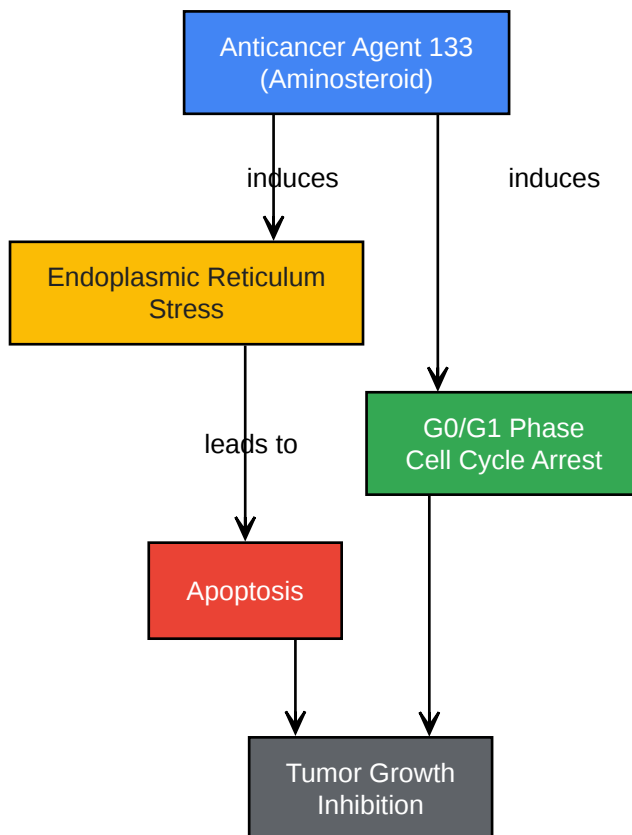 Anticancer Agent 133
(Aminosteroid)
induces
induces
Endoplasmic Reticulum
Stress
leads to
G0/G1 Phase
Cell Cycle Arrest
Apoptosis
Tumor Growth
Inhibition